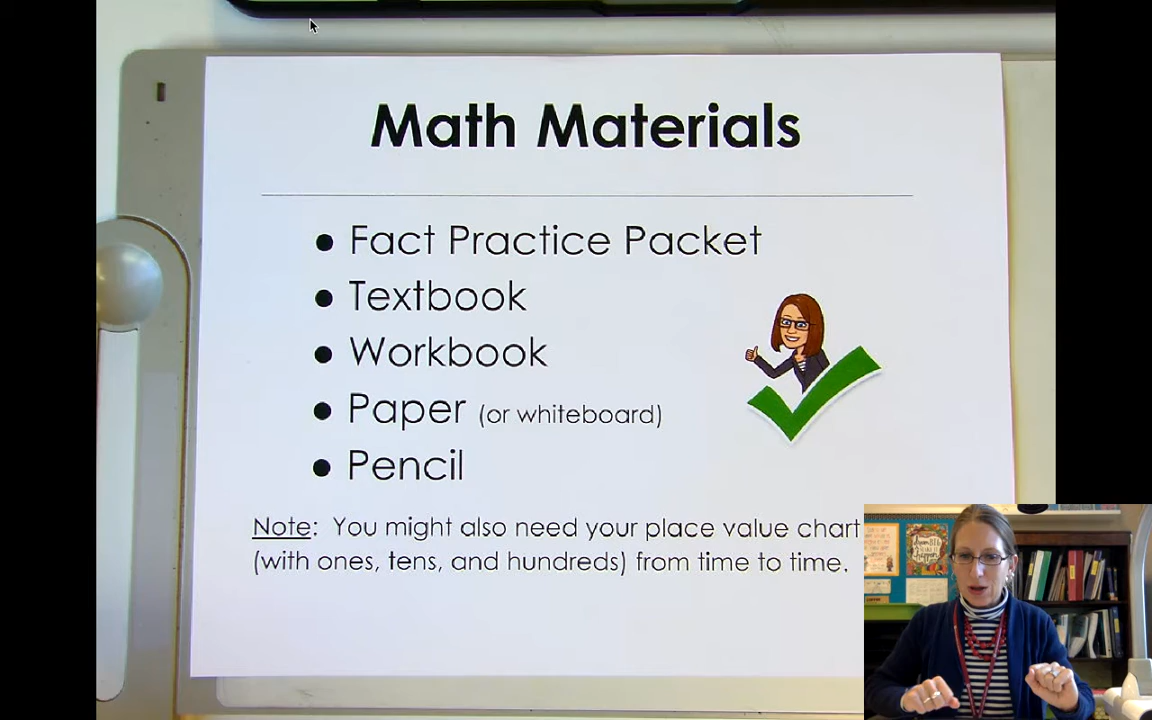 Math Materials
● Fact Practice Packet
● Textbook
● Workbook
● Paper (or whiteboard)
● Pencil
Note: You might also need your place value chart
(with ones, tens, and hundreds) from time to time.